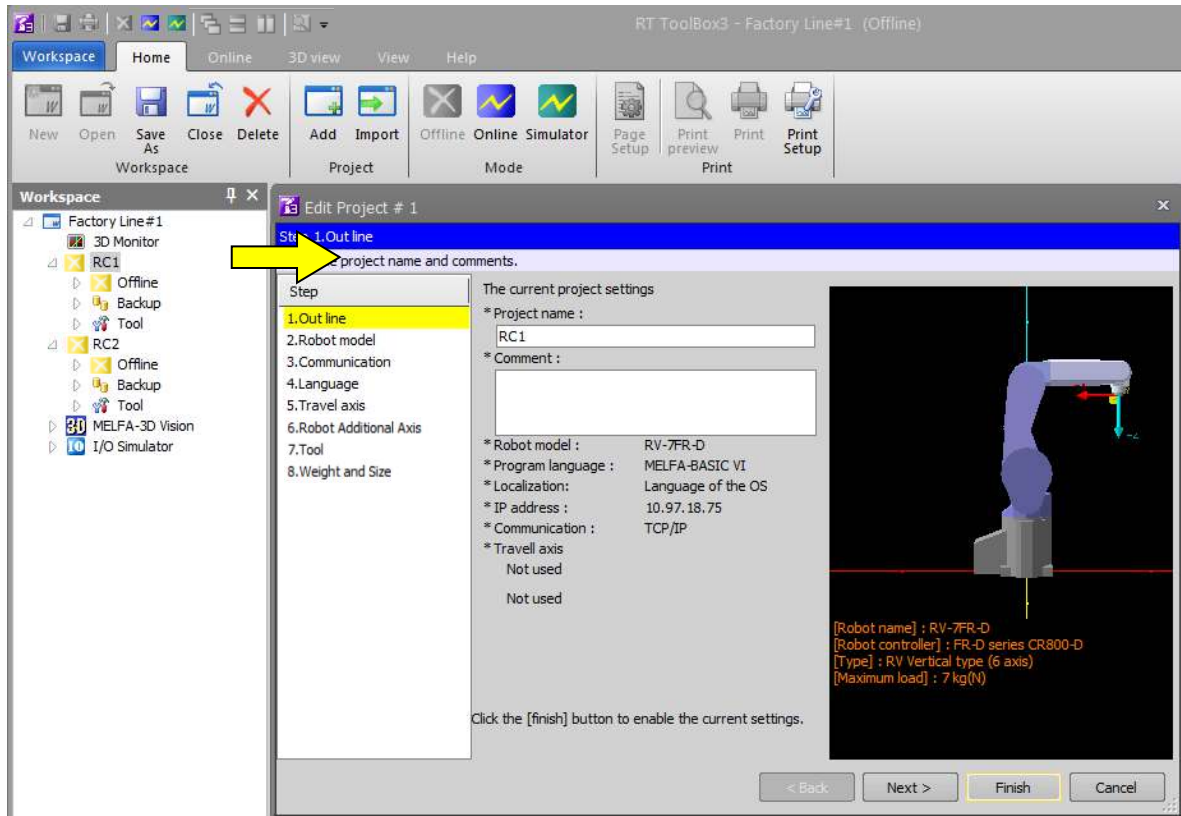 RT ToolBox3 - Factory Line#1 (Offline)
Workspace Home Online 3D view View Help
New Open Save As Close Delete
Workspace
Add Import
Project
Offline Online Simulator
Mode
Page Setup Print preview Print Print Setup
Print
Workspace
Factory Line#1
3D Monitor
RC1
Offline
Backup
Tool
RC2
Offline
Backup
Tool
MELFA-3D Vision
I/O Simulator
Edit Project # 1
1.Out line
project name and comments.
Step
1.Out line
2.Robot model
3.Communication
4.Language
5.Travel axis
6.Robot Additional Axis
7.Tool
8.Weight and Size
The current project settings
* Project name :
RC1
* Comment :
* Robot model : RV-7FR-D
* Program language : MELFA-BASIC VI
* Localization: Language of the OS
* IP address : 10.97.18.75
* Communication : TCP/IP
* Travell axis
Not used
Not used
Click the [finish] button to enable the current settings.
-Z
[Robot name] : RV-7FR-D
[Robot controller] : FR-D series CR800-D
[Type] : RV Vertical type (6 axis)
[Maximum load] : 7 kg(N)
< Back Next > Finish Cancel